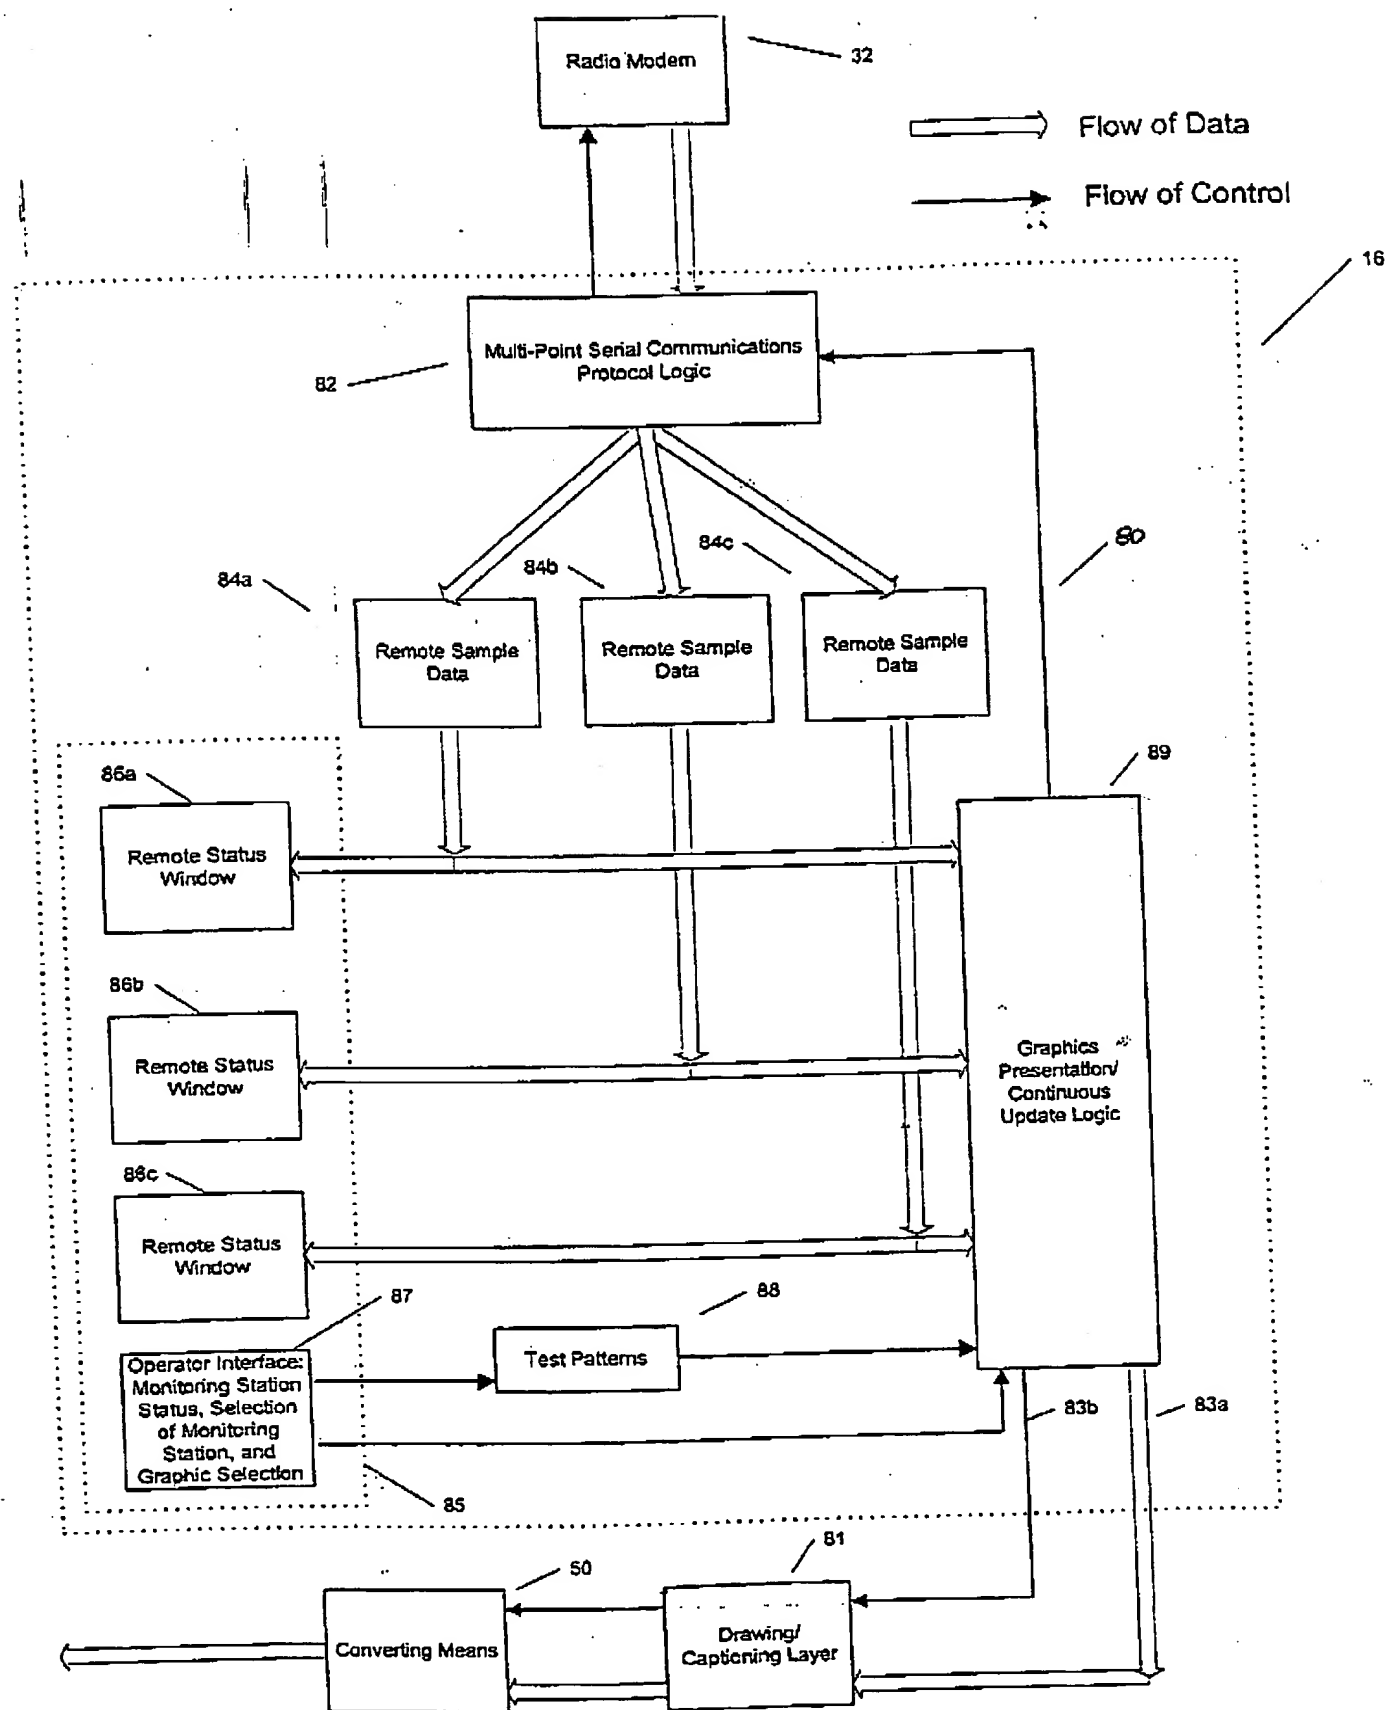 Radio Modem
32
Flow of Data
Flow of Control
16
Multi-Point Serial Communications
Protocol Logic
82
80
84a
84b
84c
Remote Sample
Data
Remote Sample
Data
Remote Sample
Data
86a
89
Remote Status
Window
86b
Remote Status
Window
Graphics
Presentation/
Continuous
Update Logic
86c
Remote Status
Window
87
88
Operator Interface:
Monitoring Station
Status, Selection
of Monitoring
Station, and
Graphic Selection
Test Patterns
83b
83a
85
81
50
Converting Means
Drawing/
Captioning Layer